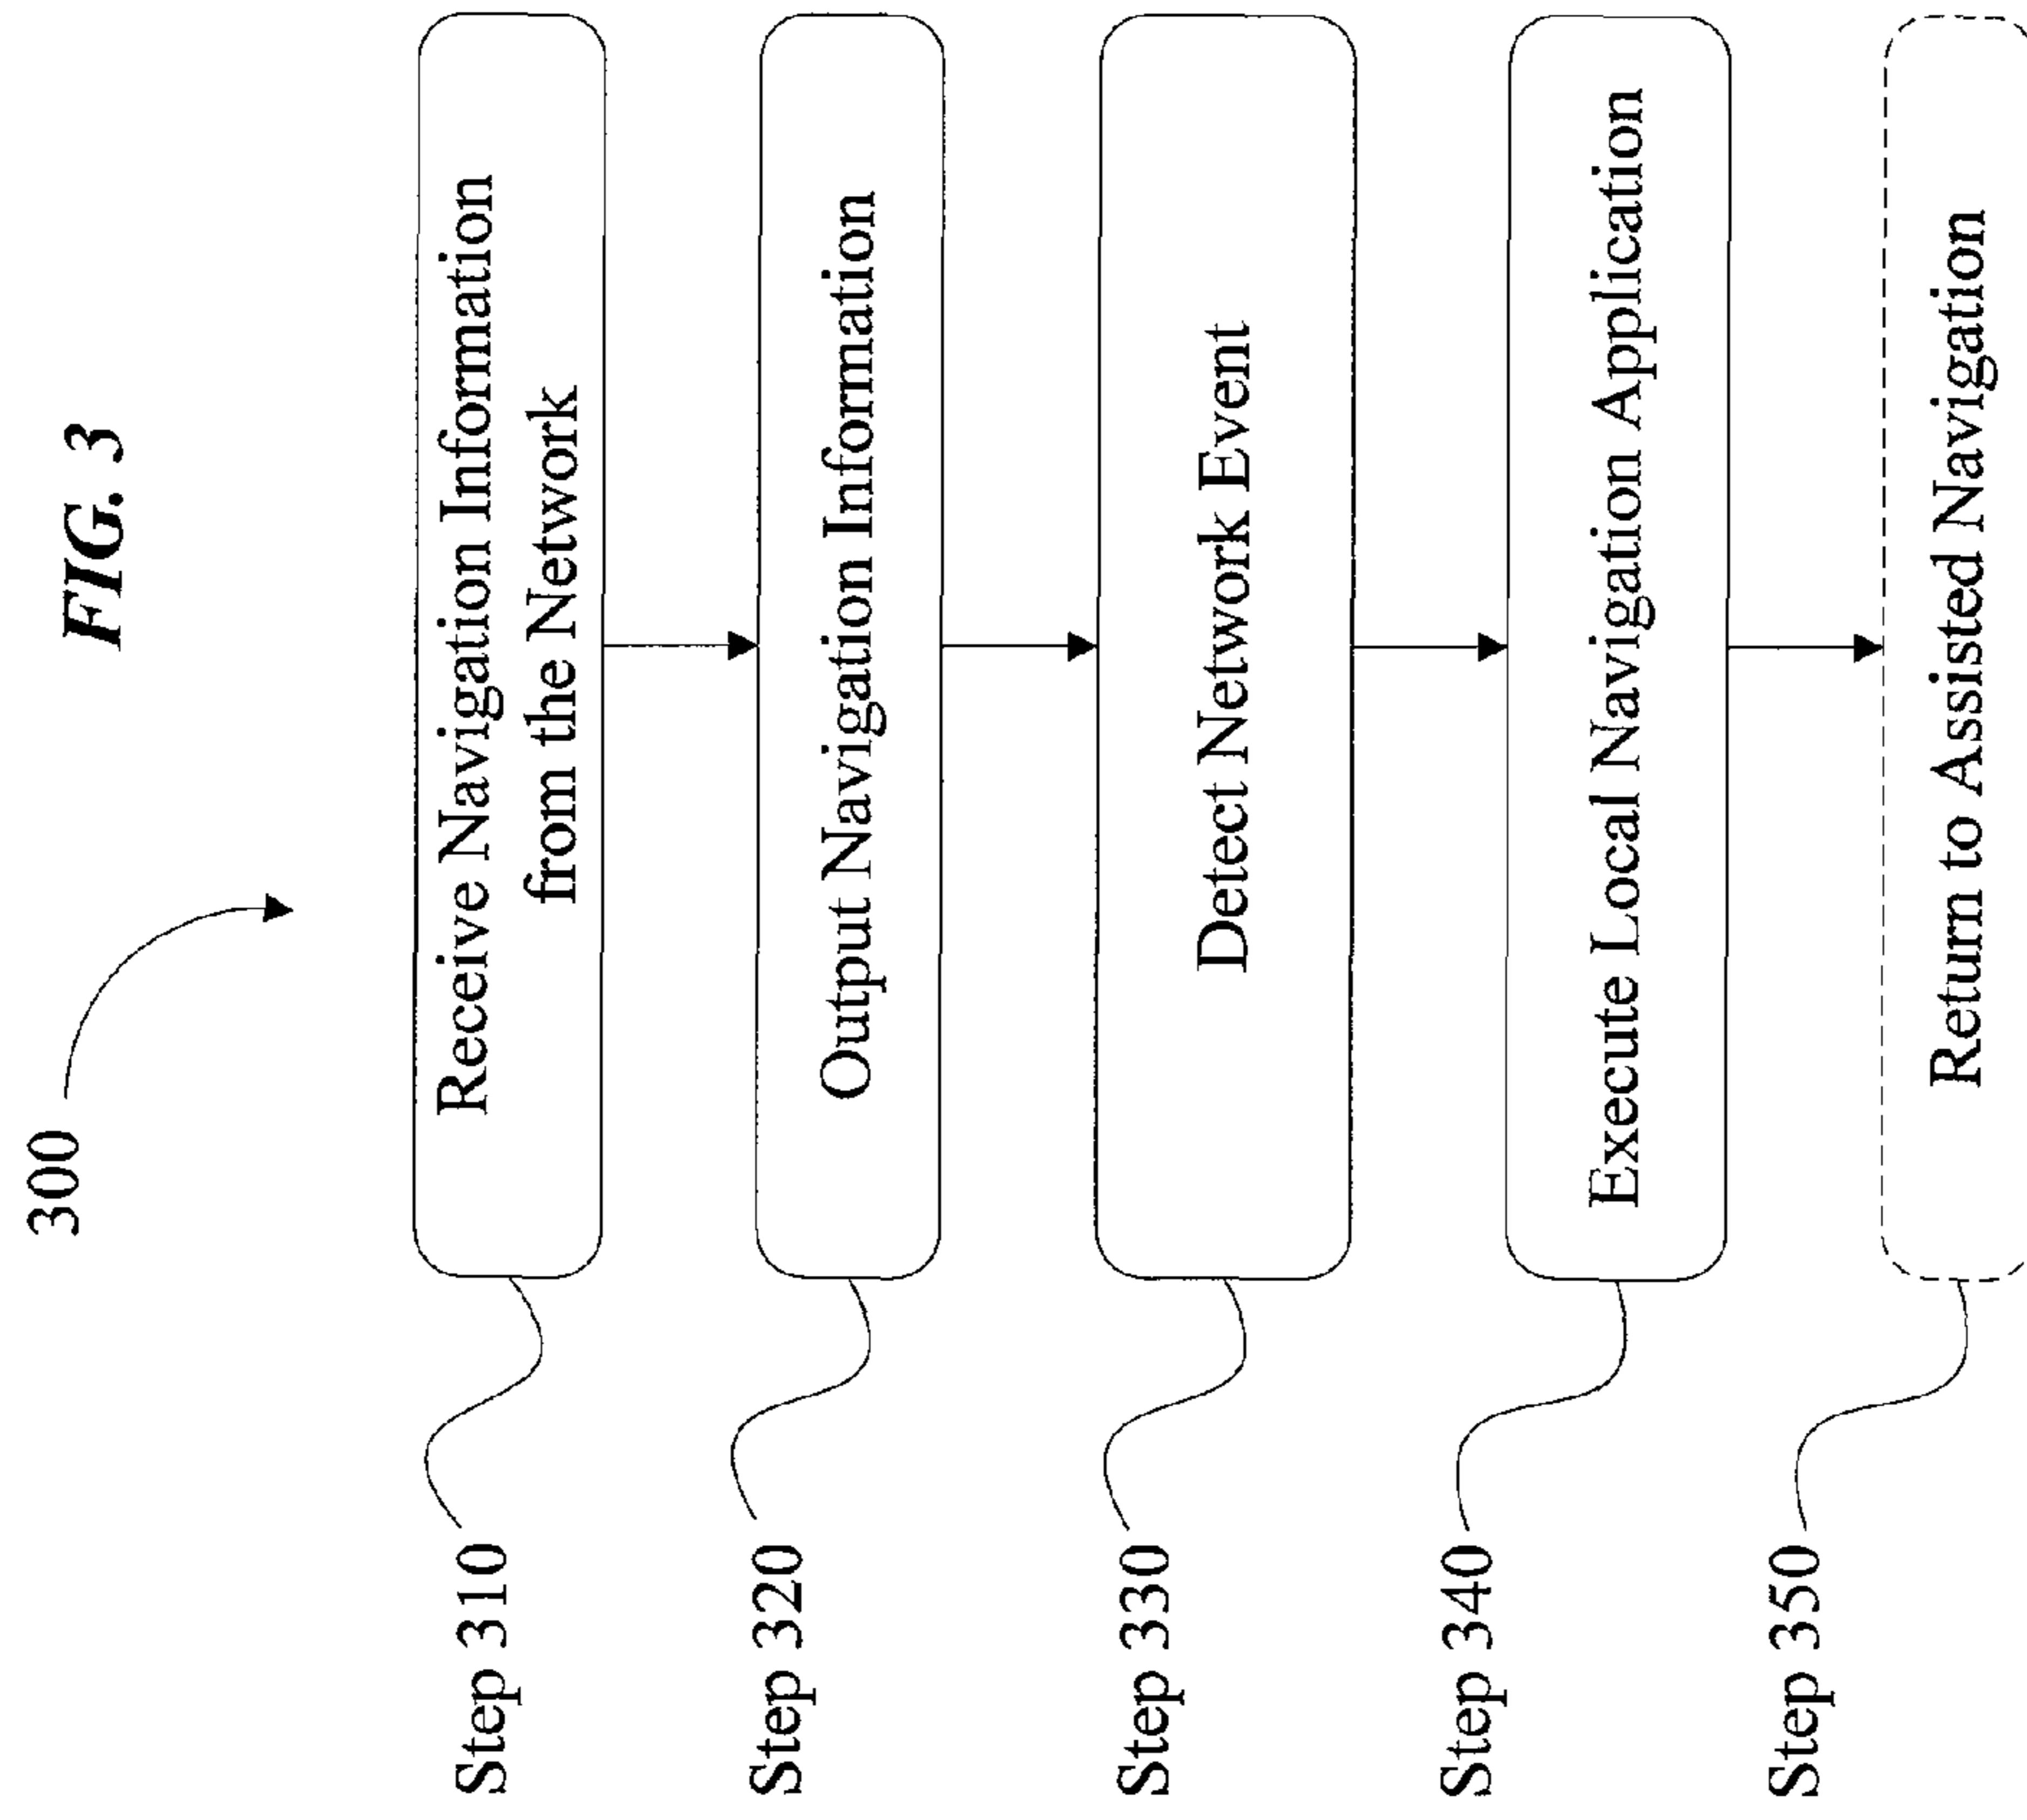 FIG. 3
300
Step 310
Receive Navigation Information
from the Network
Step 320
Output Navigation Information
Step 330
Detect Network Event
Step 340
Execute Local Navigation Application
Step 350
Return to Assisted Navigation